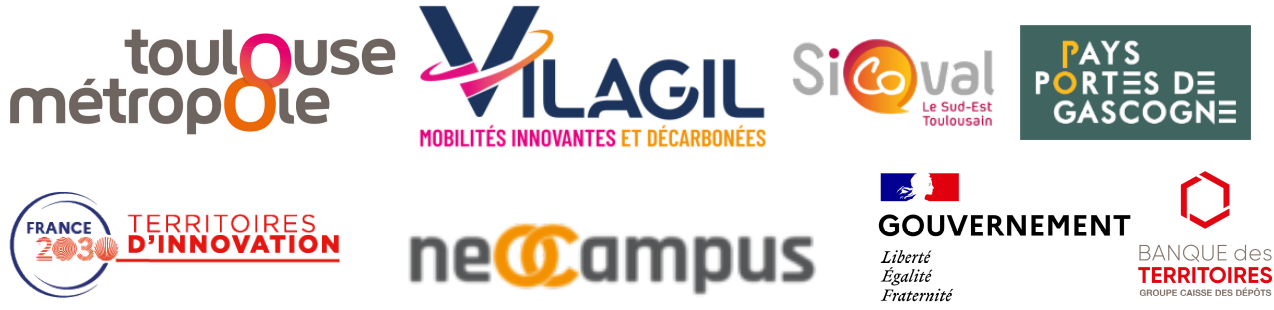 toulouse
métropole
VILAGIL
MOBILITÉS INNOVANTES ET DÉCARBONÉES
SiCoval
Le Sud-Est
Toulousain
PAYS
PORTES DE
GASCOGNE
FRANCE
2030
TERRITOIRES
D'INNOVATION
neOCampus
GOUVERNEMENT
Liberté
Égalité
Fraternité
BANQUE des
TERRITOIRES
GROUPE CAISSE DES DÉPÔTS